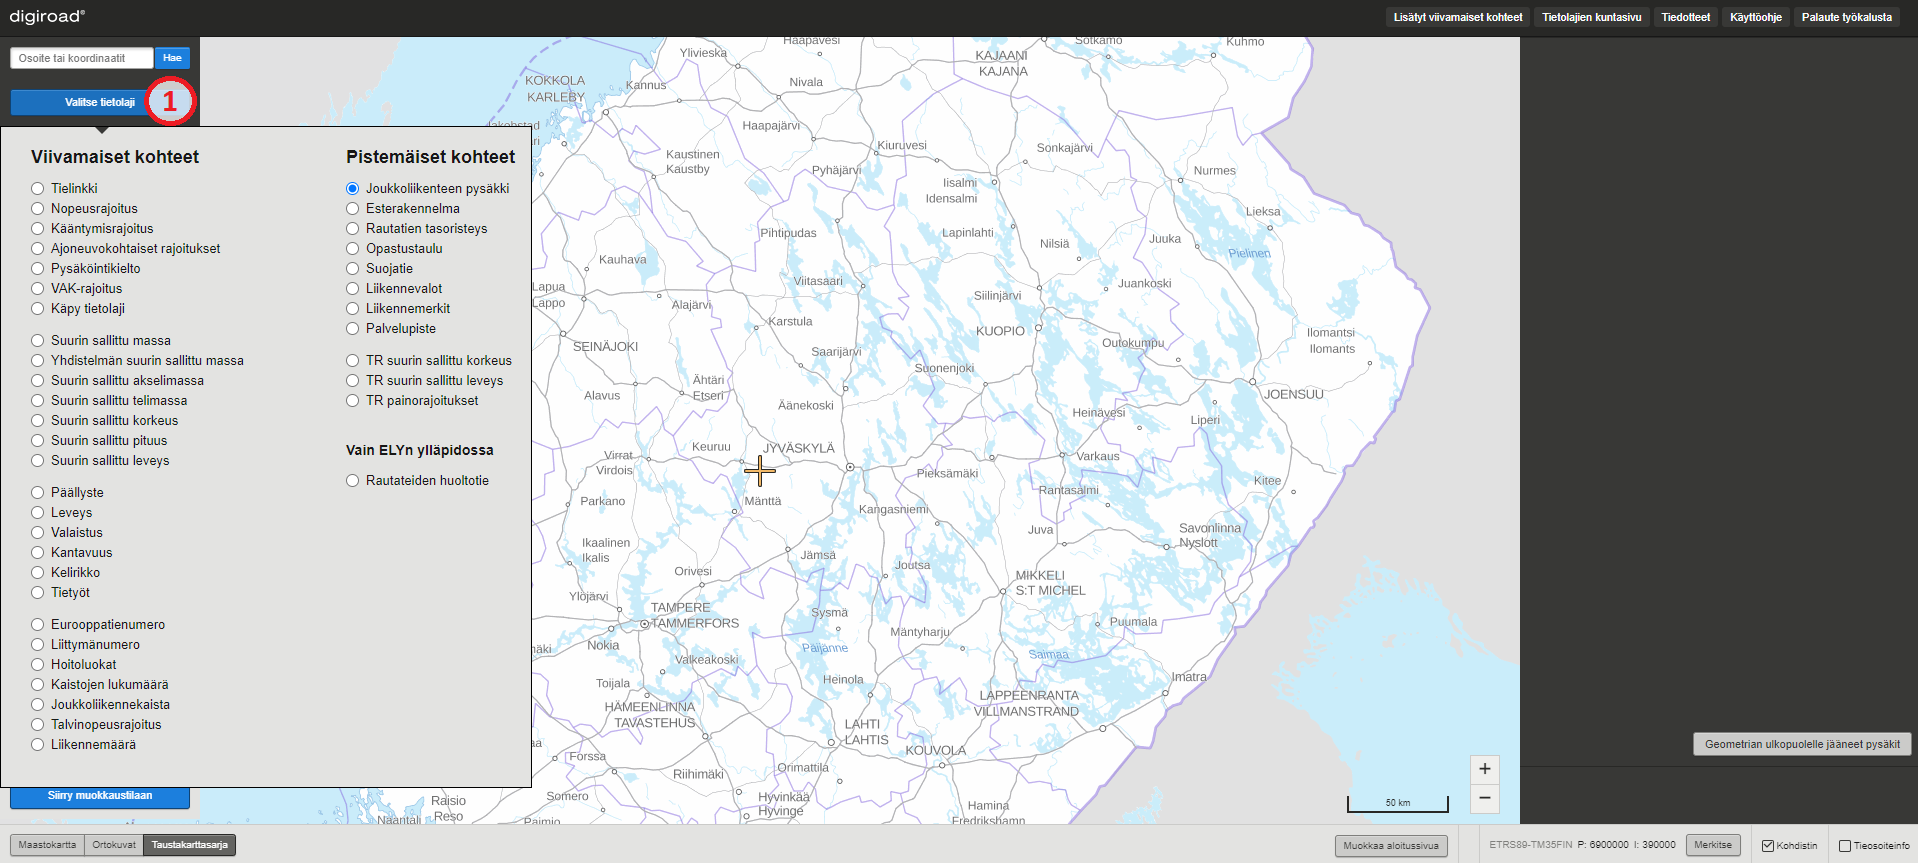 digiroad®
Lisätyt viivamaiset kohteet
Tietolajien kuntasivu
Tiedotteet
Käyttöohje
Palaute työkalusta
Osoite tai koordinaatit
Hae
Valitse tietolaji
1
Viivamaiset kohteet
Tielinkki
Nopeusrajoitus
Kääntymisrajoitus
Ajoneuvokohtaiset rajoitukset
Pysäköintikielto
VAK-rajoitus
Käpy tietolaji
Suurin sallittu massa
Yhdistelmän suurin sallittu massa
Suurin sallittu akselimassa
Suurin sallittu telimassa
Suurin sallittu korkeus
Suurin sallittu pituus
Suurin sallittu leveys
Päällyste
Leveys
Valaistus
Kantavuus
Kelirikko
Tietyöt
Eurooppatienumero
Liittymänumero
Hoitoluokat
Kaistojen lukumäärä
Joukkoliikennekaista
Talvinopeusrajoitus
Liikennemäärä
Pistemäiset kohteet
Joukkoliikenteen pysäkki
Esterakennelma
Rautatien tasoristeys
Opastustaulu
Suojatie
Liikennevalot
Liikennemerkit
Palvelupiste
TR suurin sallittu korkeus
TR suurin sallittu leveys
TR painorajoitukset
Vain ELYn ylläpidossa
Rautateiden huoltotie
Siirry muokkaustilaan
Ylivieska
Haapavesi
KAJAANI
KAJANA
Sotkamo
Kuhmo
KOKKOLA
KARLEBY
Kannus
Nivala
Haapajärvi
Kiuruvesi
Sonkajärvi
Kaustinen
Kaustby
Pyhäjärvi
Iisalmi
Idensalmi
Nurmes
Lieksa
Pihtipudas
Lapinlahti
Nilsiä
Juuka
Pielinen
Kauhava
Lapua
Lappo
Viitasaari
Siilinjärvi
Juankoski
Alajärvi
Karstula
KUOPIO
Ilomantsi
Ilomants
SEINÄJOKI
Saarijärvi
Outokumpu
Suonenjoki
Ähtäri
Etseri
Alavus
Äänekoski
JOENSUU
Heinävesi
Liperi
Keuruu
JYVÄSKYLÄ
Virrat
Virdois
Pieksämäki
Varkaus
Kitee
Rantasalmi
Parkano
Mänttä
Kangasniemi
Juva
Savonlinna
Nyslott
Ikaalinen
Ikalis
Jämsä
Orivesi
Joutsa
MIKKELI
S:T MICHEL
Ylöjärvi
TAMPERE
TAMMERFORS
Sysmä
Mäntyharju
Puumala
Nokia
Päijänne
Saimaa
Valkeakoski
Toijala
Heinola
Imatra
HÄMEENLINNA
TAVASTEHUS
LAPPEENRANTA
VILLMANSTRAND
LAHTI
LAHTIS
KOUVOLA
Forssa
Orimattila
Riihimäki
Somero
Hyvinkää
Hyvinge
Raisio
Reso
Naantali
Paimio
Hamina
Fredrikshamn
Geometrian ulkopuolelle jääneet pysäkit
+
−
50 km
Maastokartta
Ortokuvat
Taustakarttasarja
Muokkaa aloitussivua
ETRS89-TM35FIN P: 6900000 I: 390000
Merkitse
Kohdistin
Tieosoiteinfo